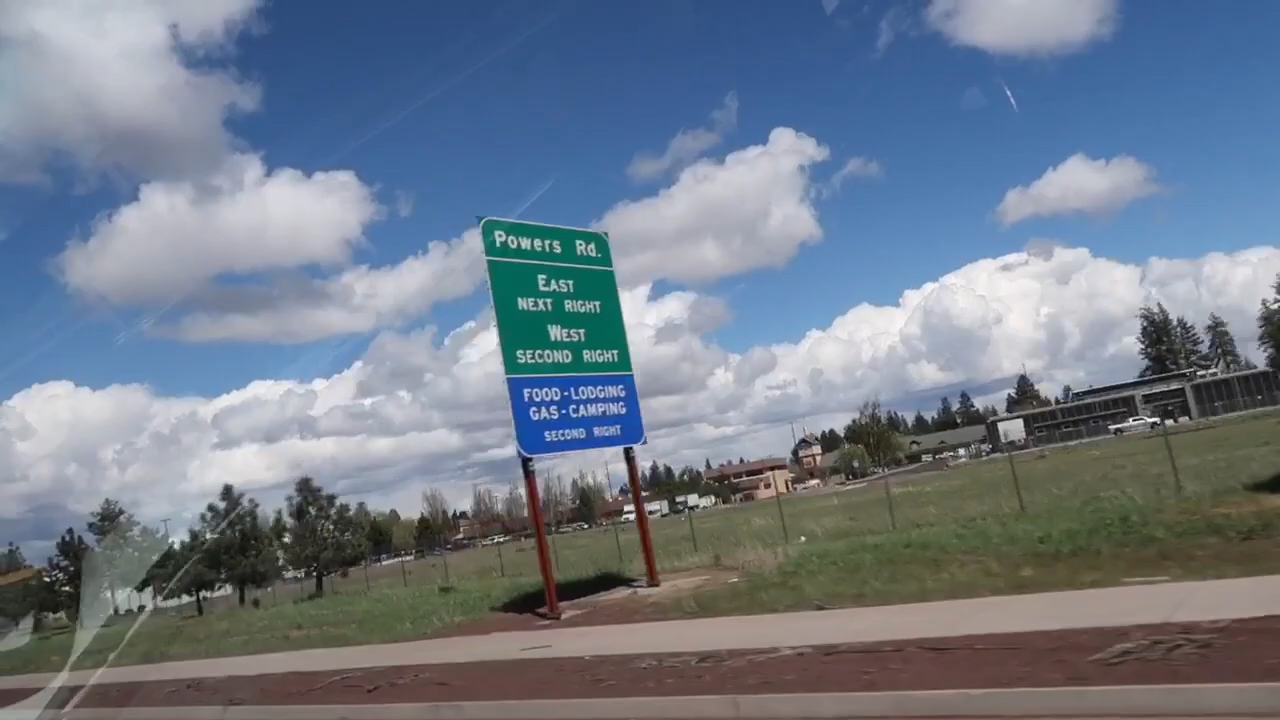 Powers Rd.
EAST
NEXT RIGHT
WEST
SECOND RIGHT
FOOD-LODGING
GAS-CAMPING
SECOND RIGHT